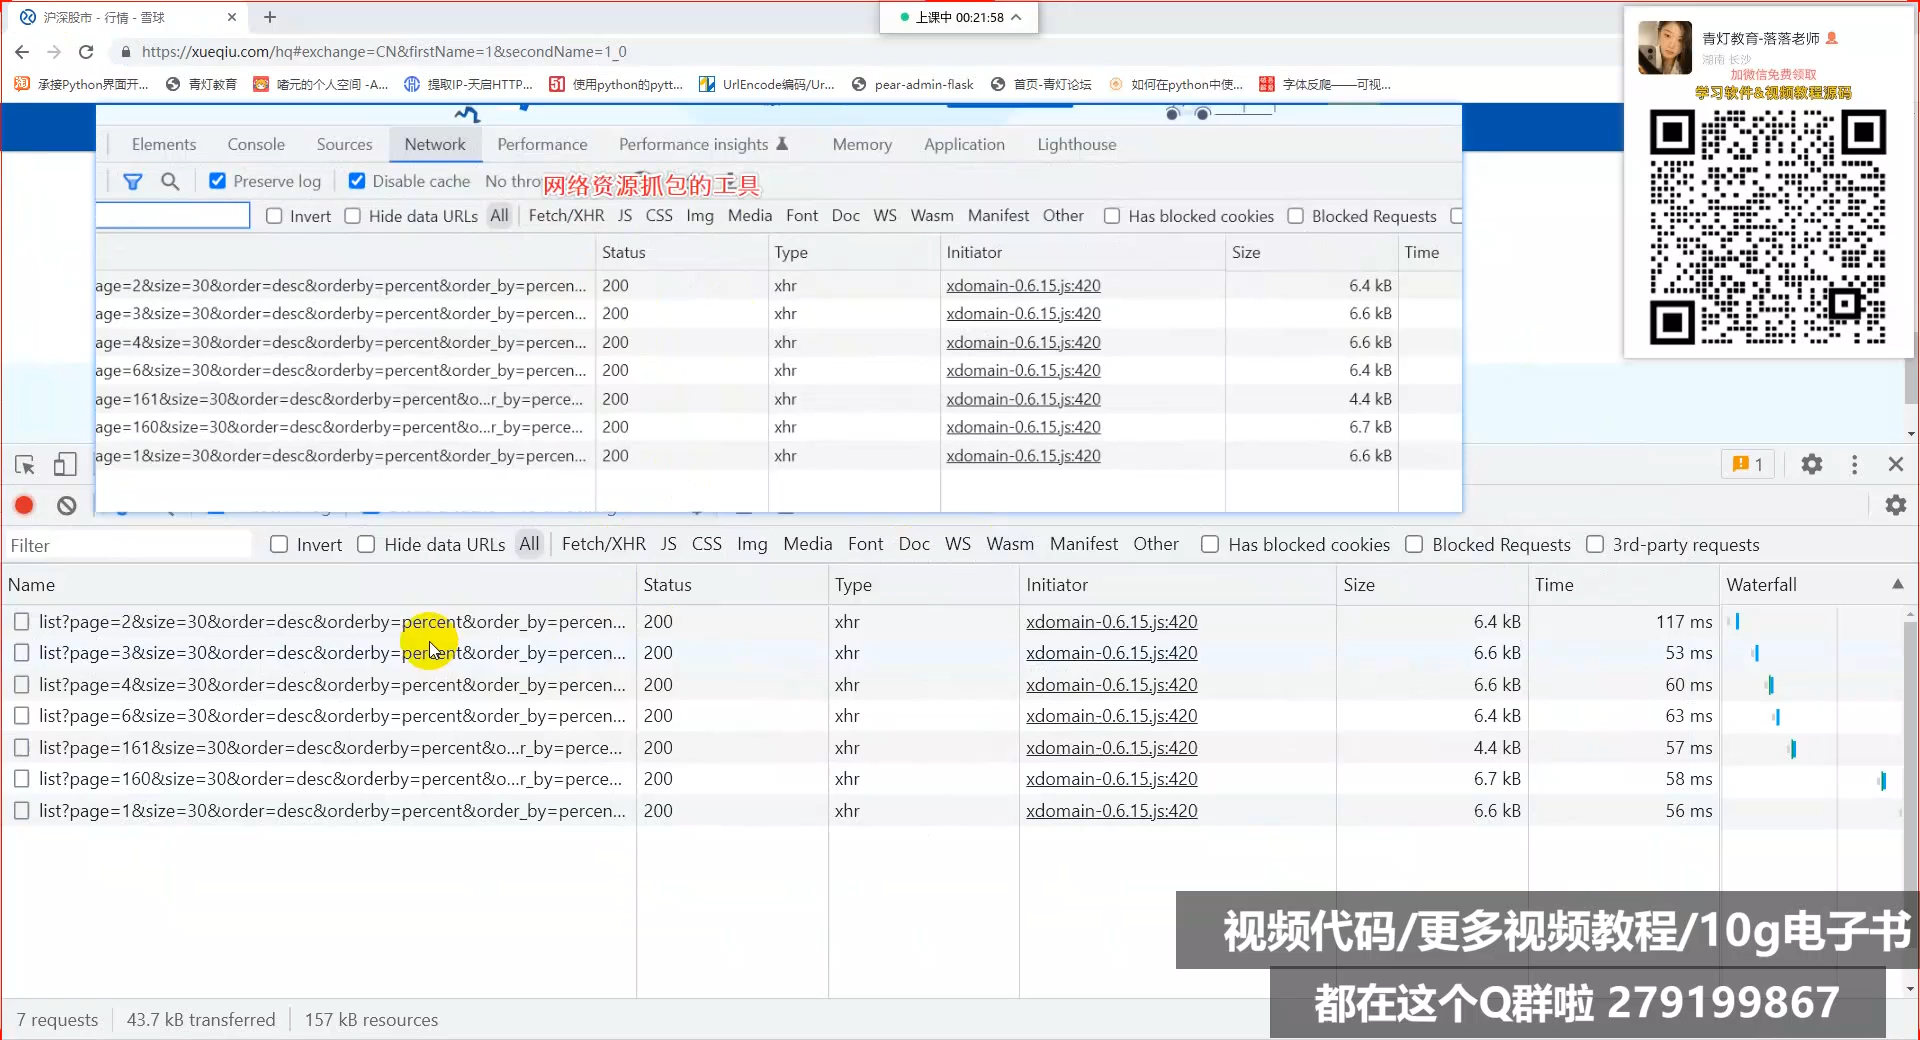 沪深股市 - 行情 - 雪球
上课中 00:21:58
https://xueqiu.com/hq#exchange=CN&firstName=1&secondName=1_0
承接Python界面开... 青灯教育 啫元的个人空间 -A... 提取IP-天启HTTP... 使用python的pytt... UrlEncode编码/Ur... pear-admin-flask 首页-青灯论坛 如何在python中使... 字体反爬——可视...
青灯教育-落落老师
湖南 长沙
加微信免费领取
学习软件&视频教程源码
Elements Console Sources Network Performance Performance insights Memory Application Lighthouse
Preserve log Disable cache No thro
网络资源抓包的工具
Invert Hide data URLs All Fetch/XHR JS CSS Img Media Font Doc WS Wasm Manifest Other Has blocked cookies Blocked Requests
Status Type Initiator Size Time
age=2&size=30&order=desc&orderby=percent&order_by=percen... 200 xhr xdomain-0.6.15.js:420 6.4 kB
age=3&size=30&order=desc&orderby=percent&order_by=percen... 200 xhr xdomain-0.6.15.js:420 6.6 kB
age=4&size=30&order=desc&orderby=percent&order_by=percen... 200 xhr xdomain-0.6.15.js:420 6.6 kB
age=6&size=30&order=desc&orderby=percent&order_by=percen... 200 xhr xdomain-0.6.15.js:420 6.4 kB
age=161&size=30&order=desc&orderby=percent&o...r_by=perce... 200 xhr xdomain-0.6.15.js:420 4.4 kB
age=160&size=30&order=desc&orderby=percent&o...r_by=perce... 200 xhr xdomain-0.6.15.js:420 6.7 kB
age=1&size=30&order=desc&orderby=percent&order_by=percen... 200 xhr xdomain-0.6.15.js:420 6.6 kB
1
Filter Invert Hide data URLs All Fetch/XHR JS CSS Img Media Font Doc WS Wasm Manifest Other Has blocked cookies Blocked Requests 3rd-party requests
Name Status Type Initiator Size Time Waterfall
list?page=2&size=30&order=desc&orderby=percent&order_by=percen... 200 xhr xdomain-0.6.15.js:420 6.4 kB 117 ms
list?page=3&size=30&order=desc&orderby=percent&order_by=percen... 200 xhr xdomain-0.6.15.js:420 6.6 kB 53 ms
list?page=4&size=30&order=desc&orderby=percent&order_by=percen... 200 xhr xdomain-0.6.15.js:420 6.6 kB 60 ms
list?page=6&size=30&order=desc&orderby=percent&order_by=percen... 200 xhr xdomain-0.6.15.js:420 6.4 kB 63 ms
list?page=161&size=30&order=desc&orderby=percent&o...r_by=perce... 200 xhr xdomain-0.6.15.js:420 4.4 kB 57 ms
list?page=160&size=30&order=desc&orderby=percent&o...r_by=perce... 200 xhr xdomain-0.6.15.js:420 6.7 kB 58 ms
list?page=1&size=30&order=desc&orderby=percent&order_by=percen... 200 xhr xdomain-0.6.15.js:420 6.6 kB 56 ms
视频代码/更多视频教程/10g电子书
都在这个Q群啦 279199867
7 requests 43.7 kB transferred 157 kB resources